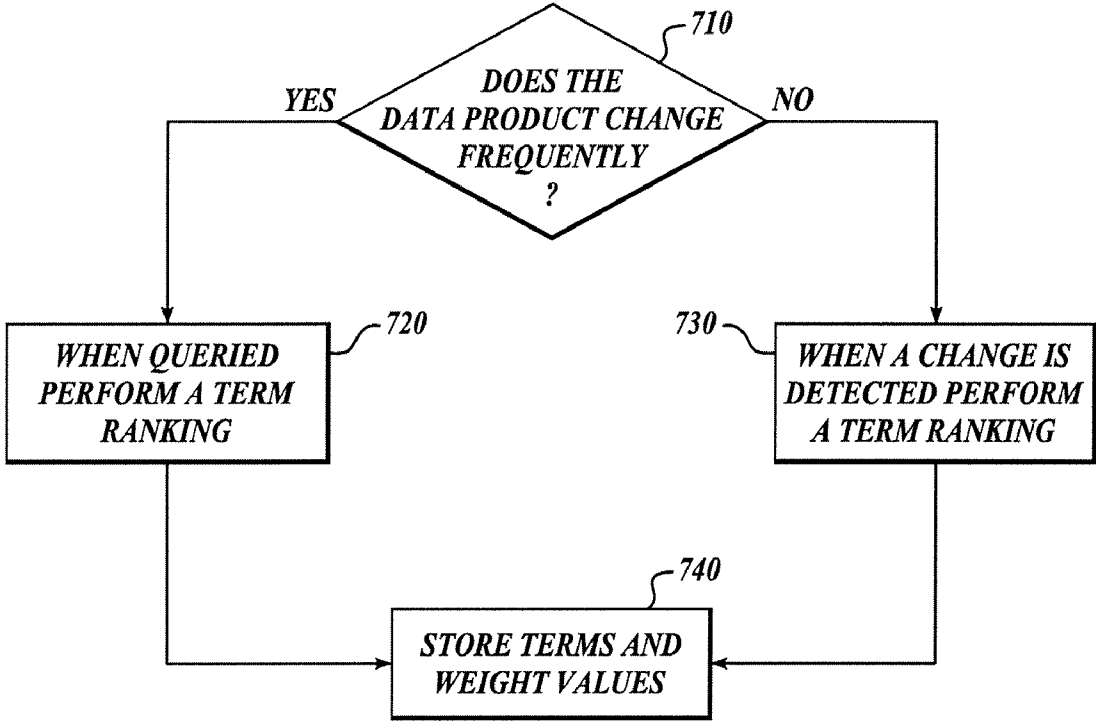 710
DOES THE
DATA PRODUCT CHANGE
FREQUENTLY
?
YES
NO
720
WHEN QUERIED
PERFORM A TERM
RANKING
730
WHEN A CHANGE IS
DETECTED PERFORM
A TERM RANKING
740
STORE TERMS AND
WEIGHT VALUES